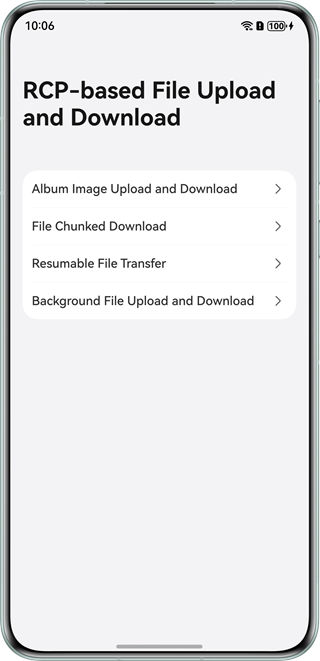 10:06
100
RCP-based File Upload
and Download
Album Image Upload and Download
File Chunked Download
Resumable File Transfer
Background File Upload and Download